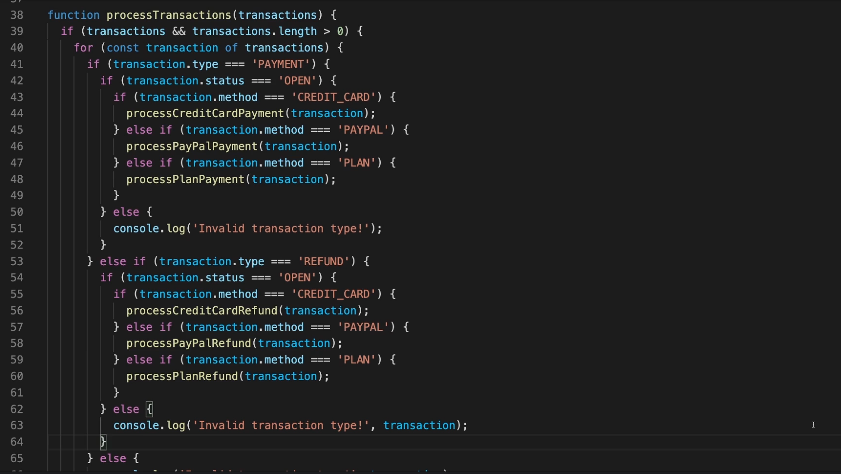 38 function processTransactions(transactions) {
39 if (transactions && transactions.length > 0) {
40 for (const transaction of transactions) {
41 if (transaction.type === 'PAYMENT') {
42 if (transaction.status === 'OPEN') {
43 if (transaction.method === 'CREDIT_CARD') {
44 processCreditCardPayment(transaction);
45 } else if (transaction.method === 'PAYPAL') {
46 processPayPalPayment(transaction);
47 } else if (transaction.method === 'PLAN') {
48 processPlanPayment(transaction);
49 }
50 } else {
51 console.log('Invalid transaction type!');
52 }
53 } else if (transaction.type === 'REFUND') {
54 if (transaction.status === 'OPEN') {
55 if (transaction.method === 'CREDIT_CARD') {
56 processCreditCardRefund(transaction);
57 } else if (transaction.method === 'PAYPAL') {
58 processPayPalRefund(transaction);
59 } else if (transaction.method === 'PLAN') {
60 processPlanRefund(transaction);
61 }
62 } else {
63 console.log('Invalid transaction type!', transaction);
64 }
65 } else {